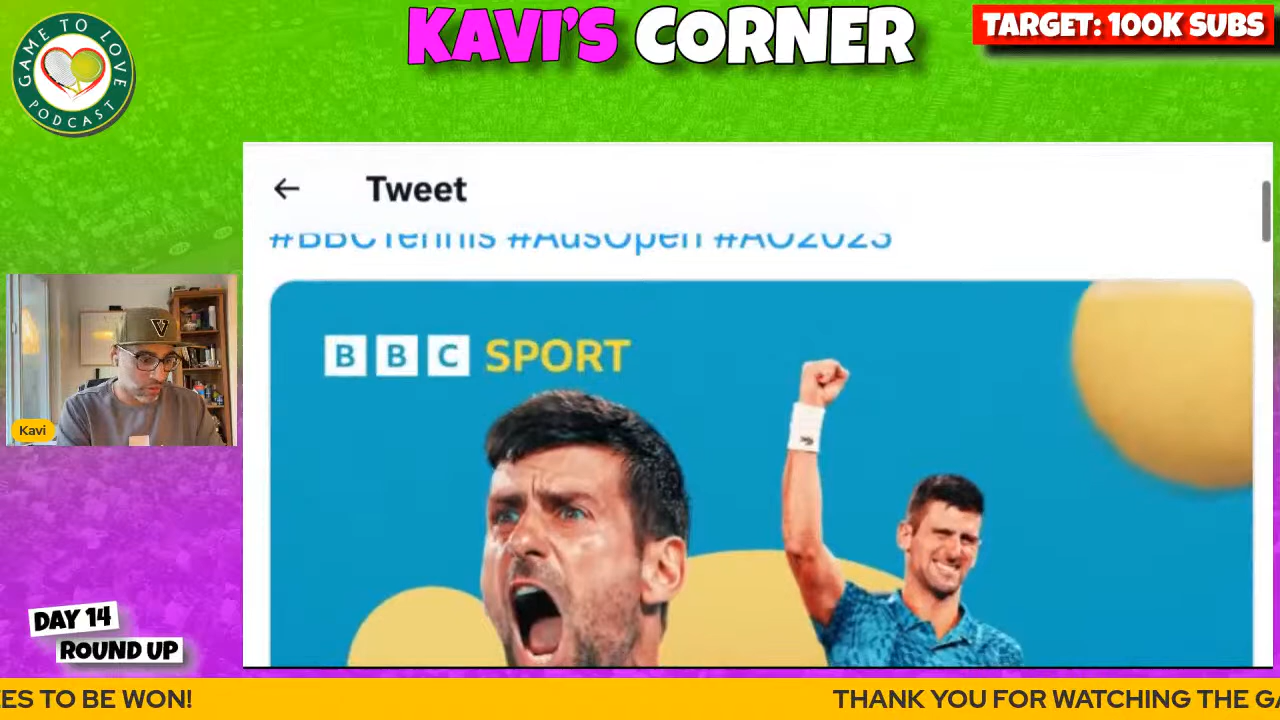 GAME TO LOVE
PODCAST
KAVI'S CORNER
TARGET: 100K SUBS
Tweet
#BBCTennis #AusOpen #AO2023
BBC SPORT
V
Kavi
DAY 14
ROUND UP
EES TO BE WON!
THANK YOU FOR WATCHING THE GA